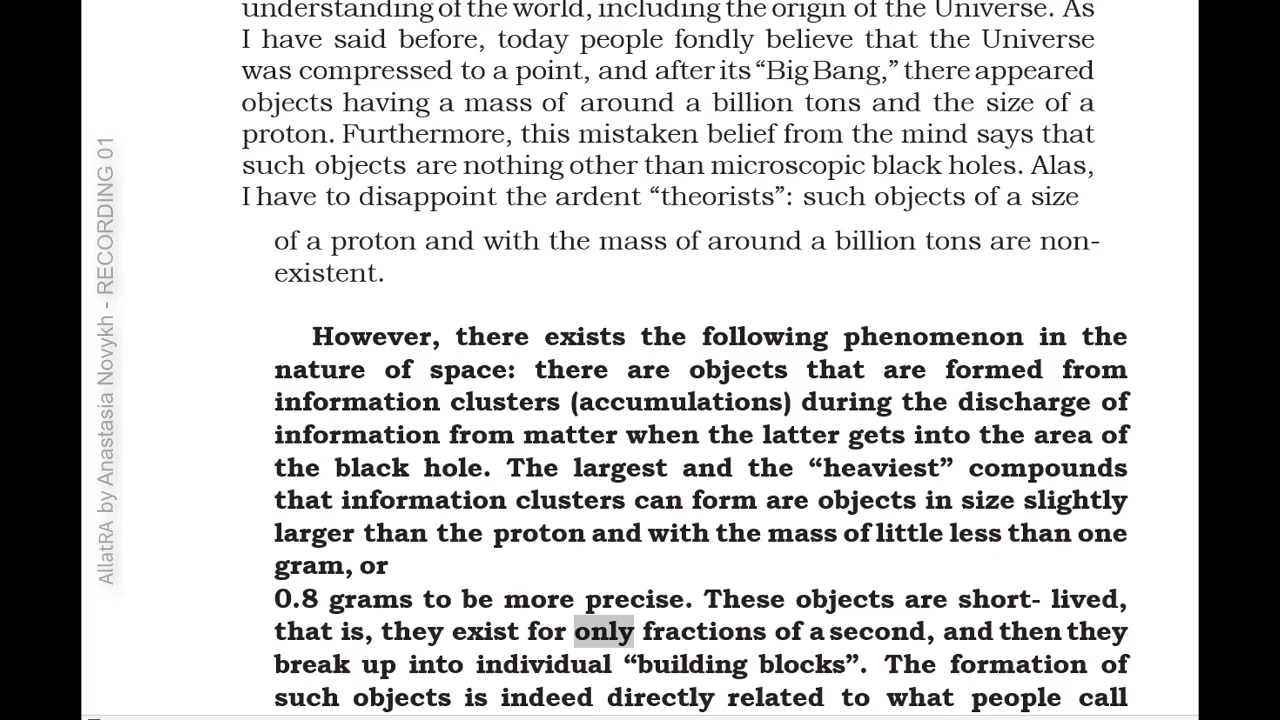 understanding of the world, including the origin of the Universe. As
I have said before, today people fondly believe that the Universe
was compressed to a point, and after its “Big Bang,” there appeared
objects having a mass of around a billion tons and the size of a
proton. Furthermore, this mistaken belief from the mind says that
such objects are nothing other than microscopic black holes. Alas,
I have to disappoint the ardent “theorists”: such objects of a size
of a proton and with the mass of around a billion tons are non-
existent.
However, there exists the following phenomenon in the
nature of space: there are objects that are formed from
information clusters (accumulations) during the discharge of
information from matter when the latter gets into the area of
the black hole. The largest and the “heaviest” compounds
that information clusters can form are objects in size slightly
larger than the proton and with the mass of little less than one
gram, or
0.8 grams to be more precise. These objects are short- lived,
that is, they exist for only fractions of a second, and then they
break up into individual “building blocks”. The formation of
such objects is indeed directly related to what people call
AllatRA by Anastasia Novykh - RECORDING 01